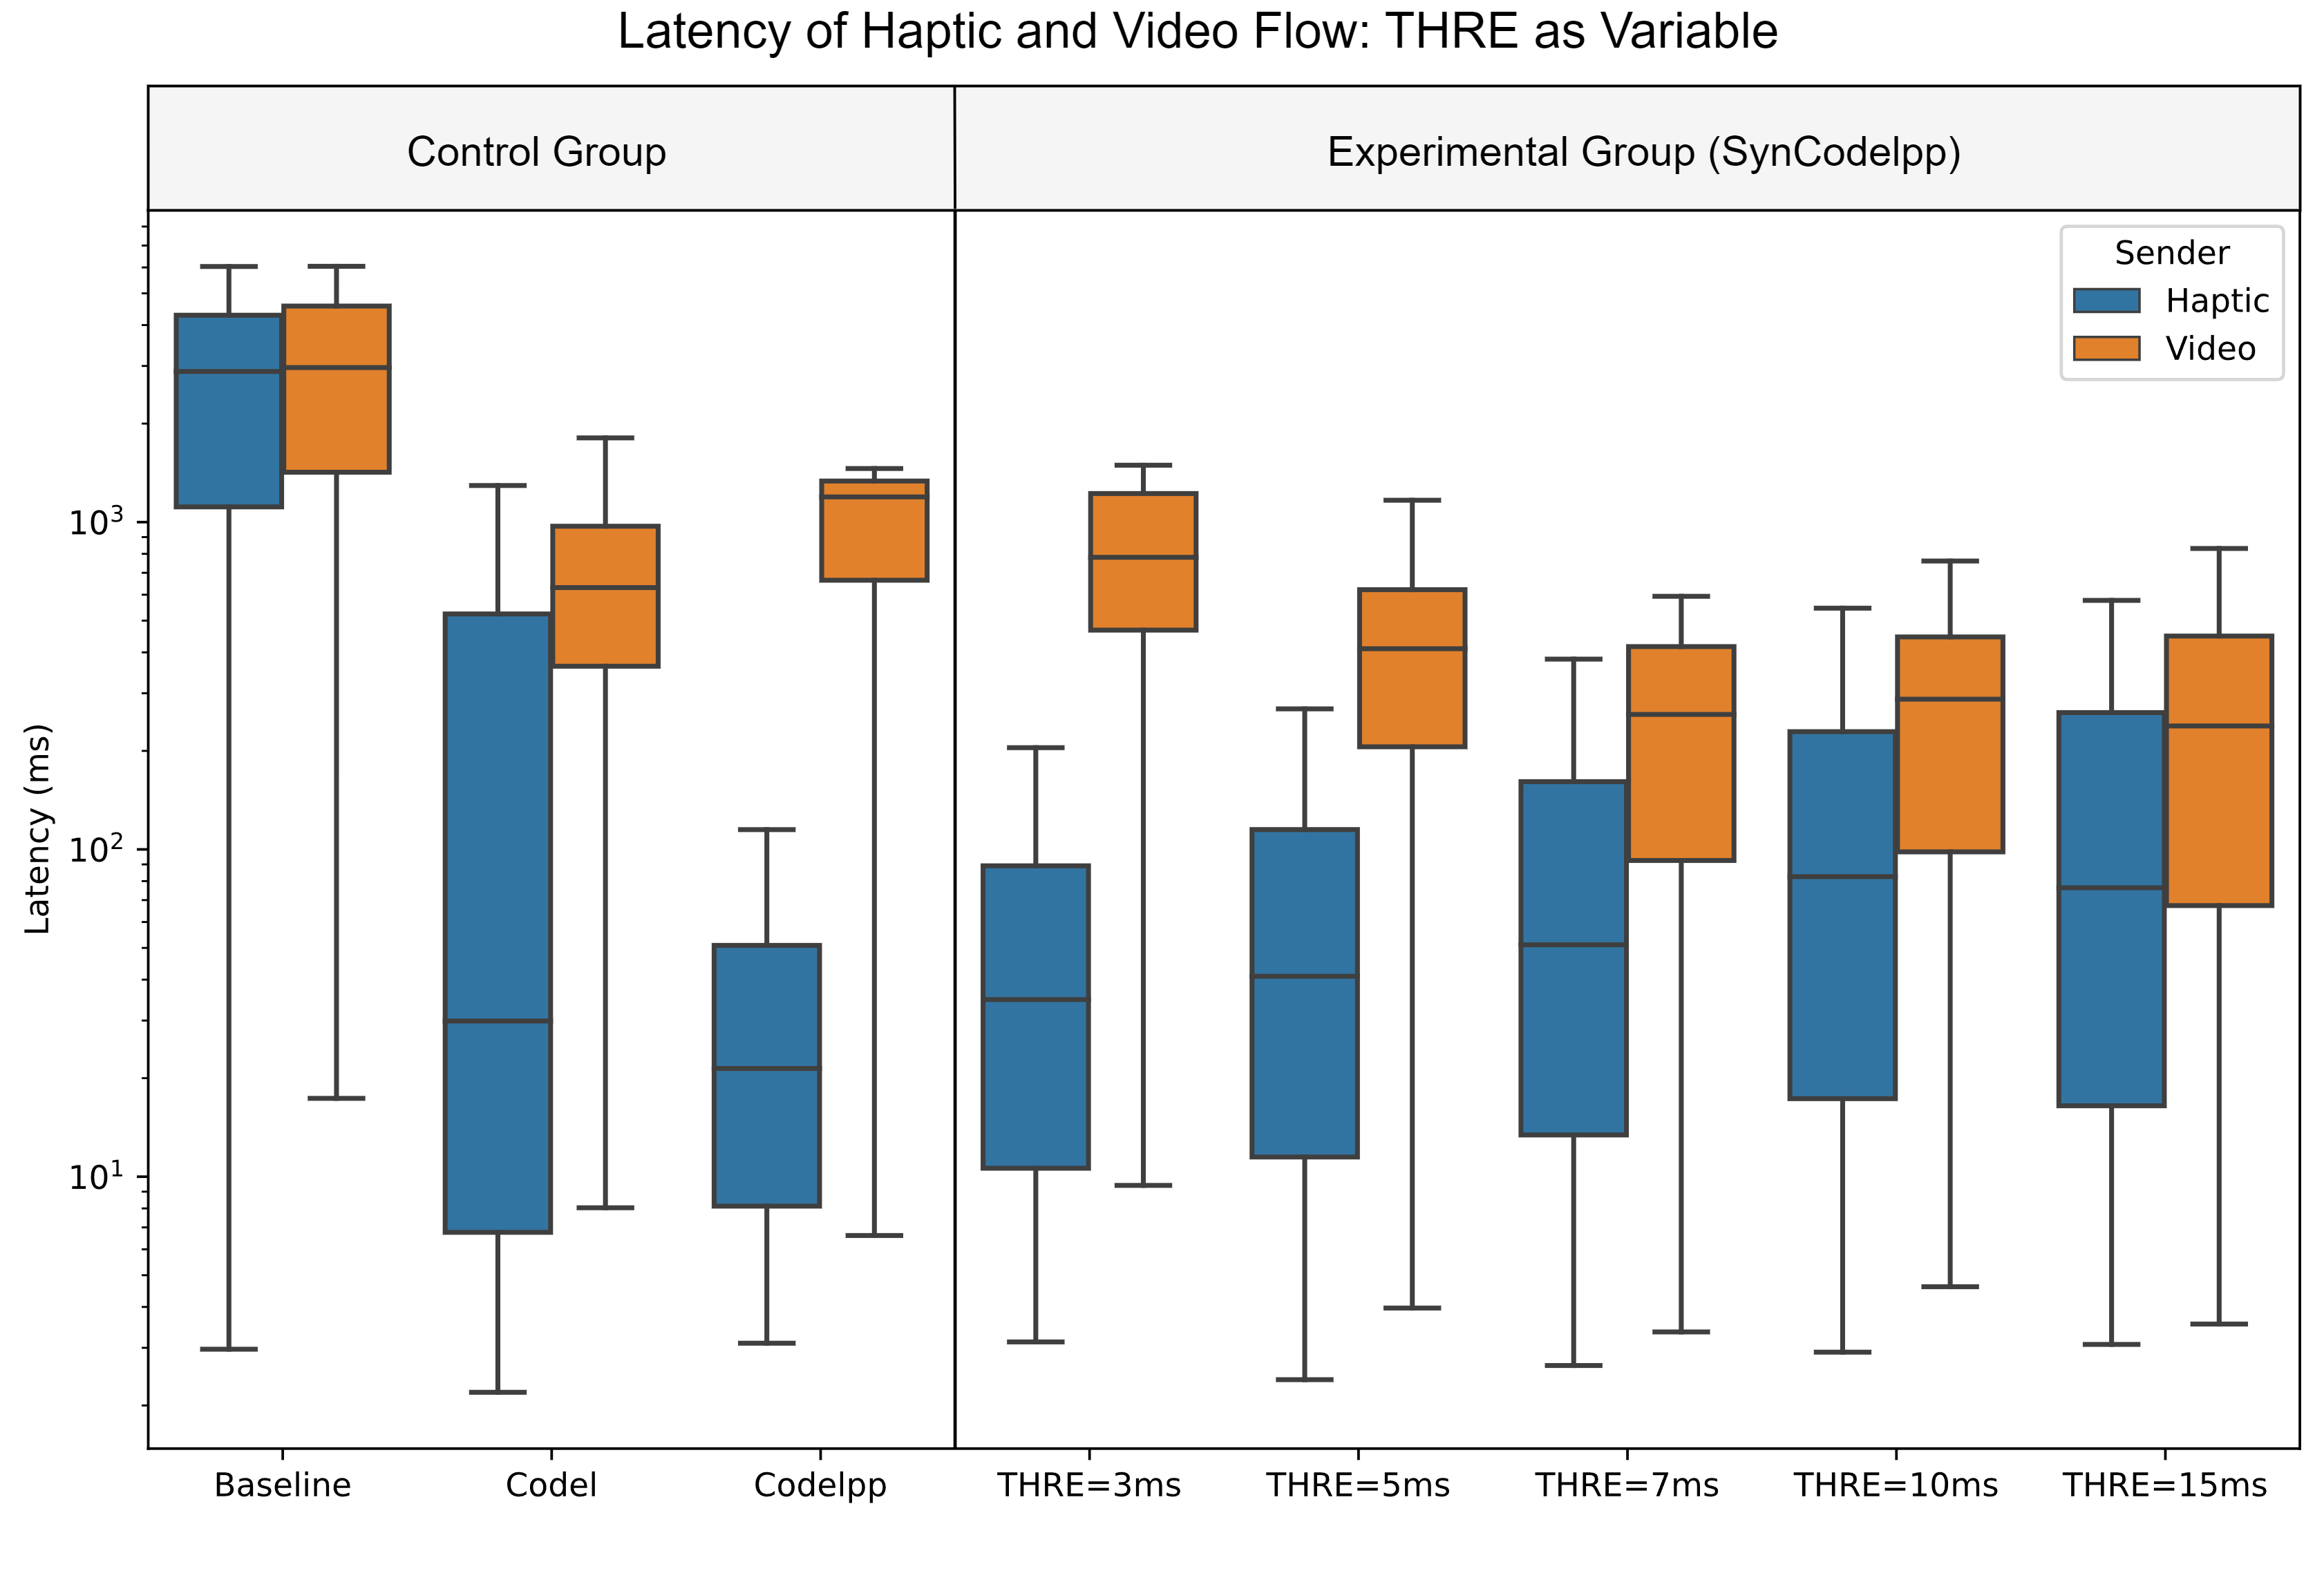 Latency of Haptic and Video Flow: THRE as Variable
Control Group
Experimental Group (SynCodelpp)
Sender
Haptic
Video
Latency (ms)
10³
10²
10¹
Baseline
Codel
Codelpp
THRE=3ms
THRE=5ms
THRE=7ms
THRE=10ms
THRE=15ms